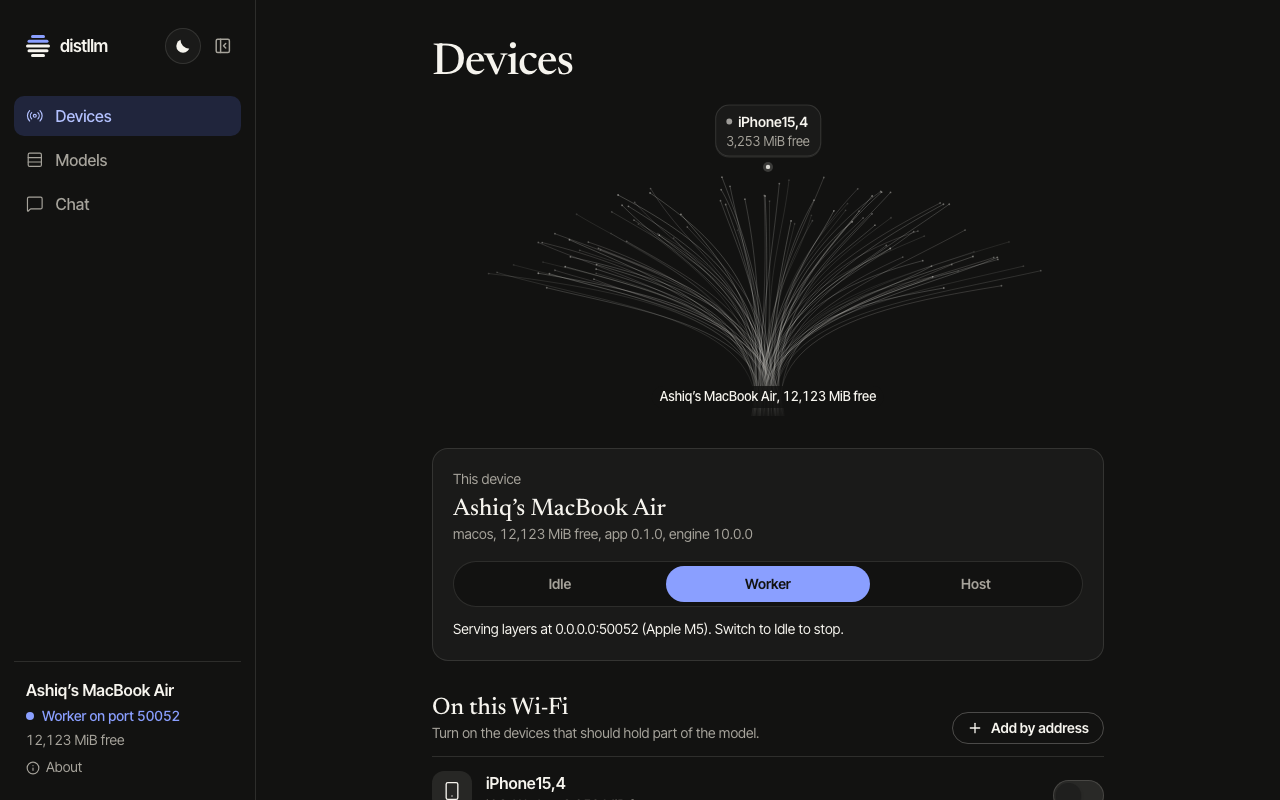 distllm
Devices
Models
Chat
Ashiq’s MacBook Air
Worker on port 50052
12,123 MiB free
About
Devices
iPhone15,4
3,253 MiB free
Ashiq’s MacBook Air, 12,123 MiB free
This device
Ashiq’s MacBook Air
macos, 12,123 MiB free, app 0.1.0, engine 10.0.0
Idle
Worker
Host
Serving layers at 0.0.0.0:50052 (Apple M5). Switch to Idle to stop.
On this Wi-Fi
Turn on the devices that should hold part of the model.
Add by address
iPhone15,4